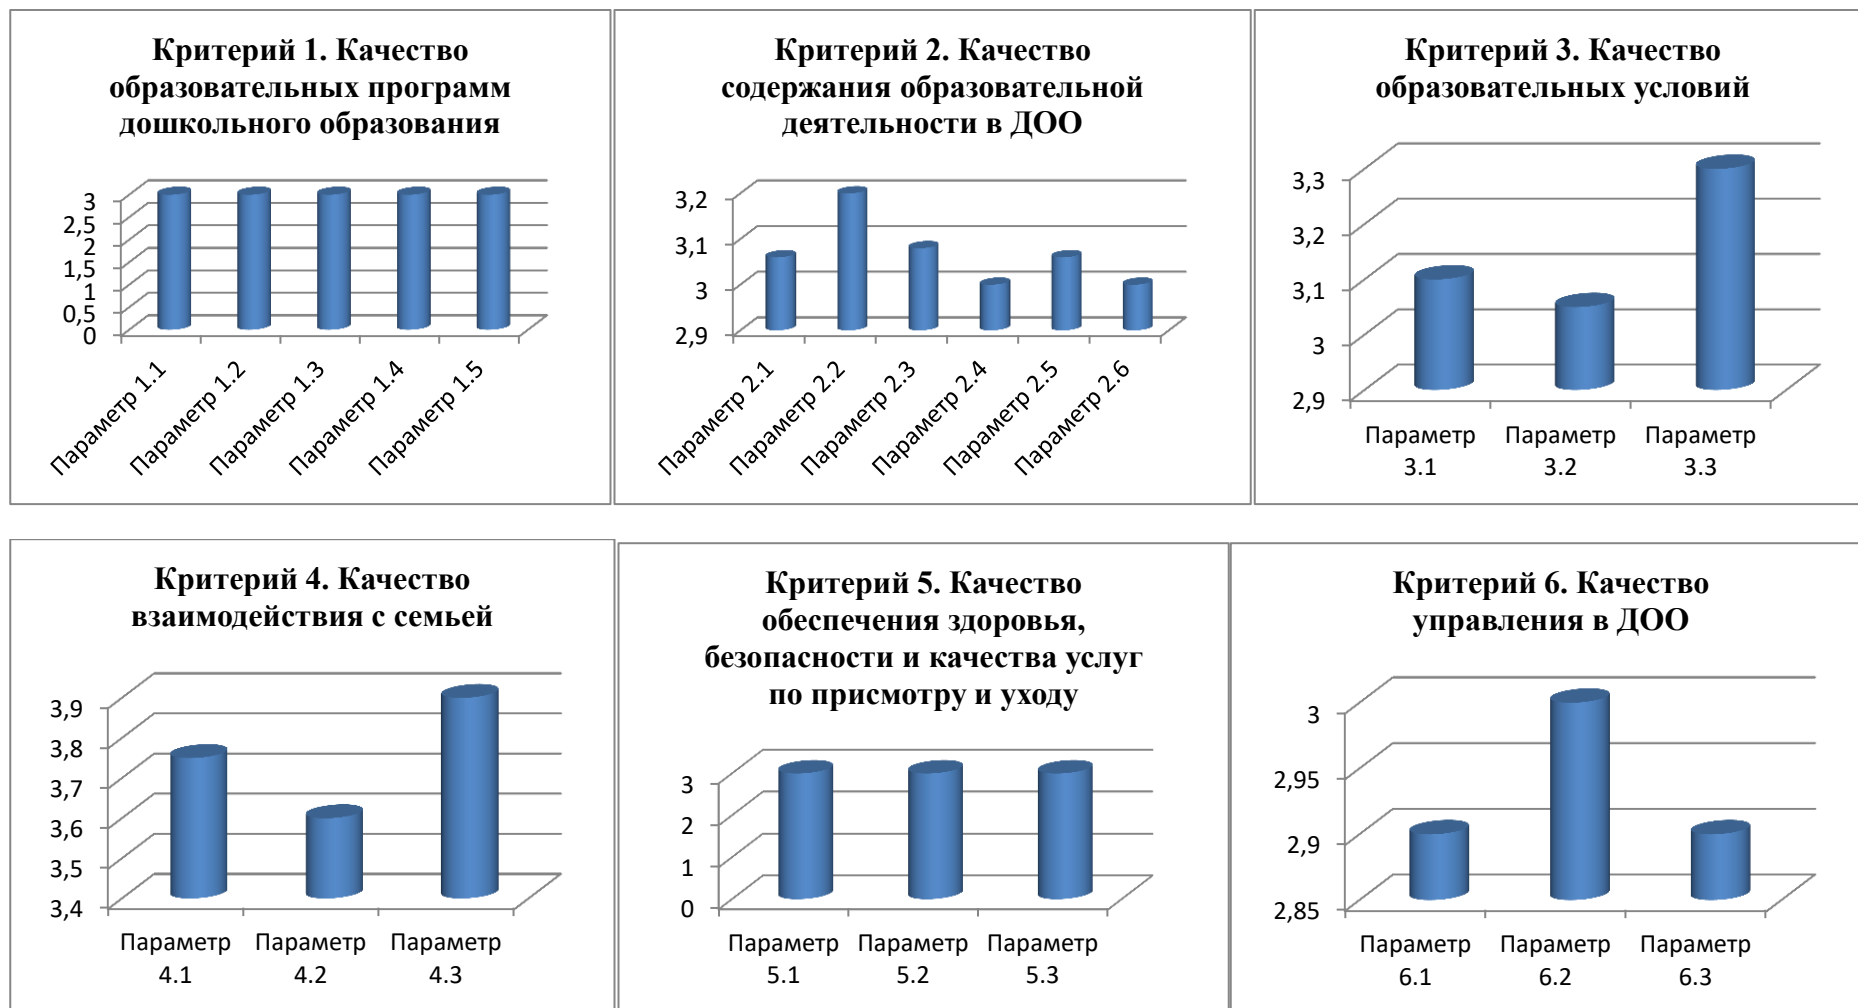 Критерий 1. Качество
образовательных программ
дошкольного образования
3
2,5
2
1,5
1
0,5
0
Параметр 1.1
Параметр 1.2
Параметр 1.3
Параметр 1.4
Параметр 1.5
Критерий 2. Качество
содержания образовательной
деятельности в ДОО
3,2
3,1
3
2,9
Параметр 2.1
Параметр 2.2
Параметр 2.3
Параметр 2.4
Параметр 2.5
Параметр 2.6
Критерий 3. Качество
образовательных условий
3,3
3,2
3,1
3
2,9
Параметр
3.1
Параметр
3.2
Параметр
3.3
Критерий 4. Качество
взаимодействия с семьей
3,9
3,8
3,7
3,6
3,5
3,4
Параметр
4.1
Параметр
4.2
Параметр
4.3
Критерий 5. Качество
обеспечения здоровья,
безопасности и качества услуг
по присмотру и уходу
3
2
1
0
Параметр
5.1
Параметр
5.2
Параметр
5.3
Критерий 6. Качество
управления в ДОО
3
2,95
2,9
2,85
Параметр
6.1
Параметр
6.2
Параметр
6.3